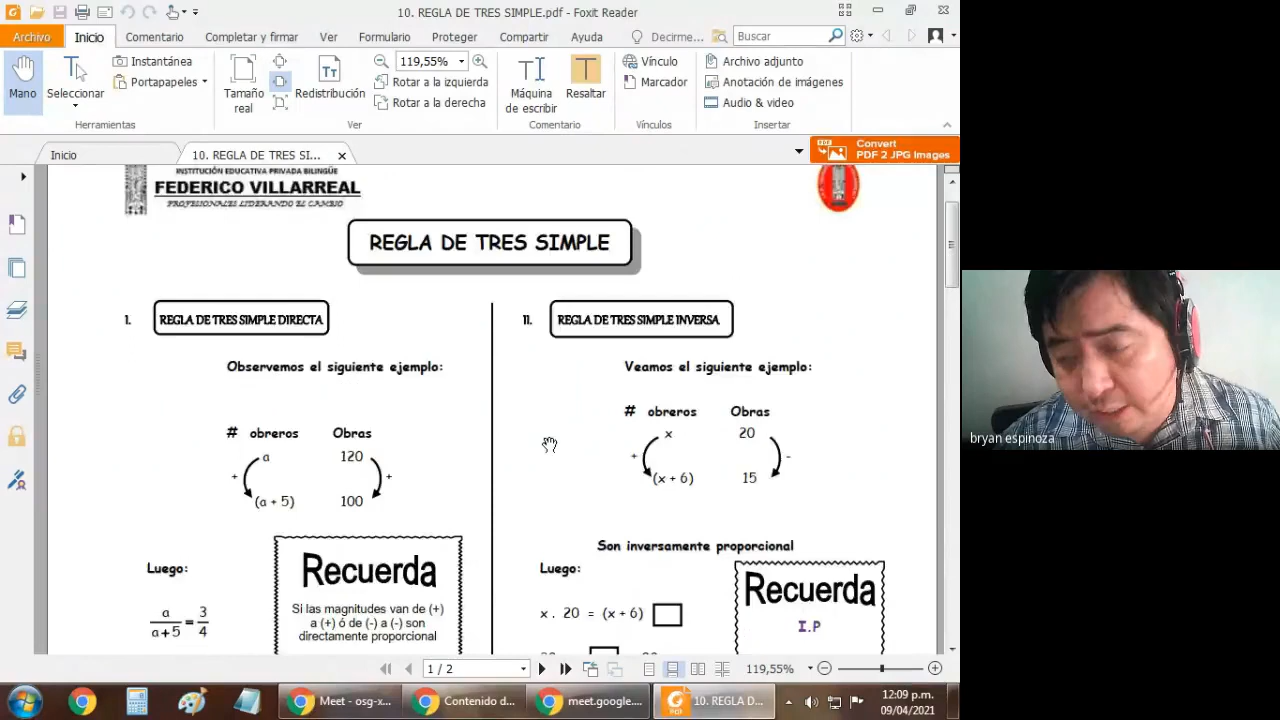 10. REGLA DE TRES SIMPLE.pdf - Foxit Reader
Archivo Inicio Comentario Completar y firmar Ver Formulario Proteger Compartir Ayuda Decirme... Buscar
Mano
Seleccionar
Instantánea
Portapapeles
Herramientas
Tamaño real
Redistribución
119,55%
Rotar a la izquierda
Rotar a la derecha
Ver
Máquina de escribir
Resaltar
Comentario
Vínculo
Marcador
Vínculos
Archivo adjunto
Anotación de imágenes
Audio & video
Insertar
Inicio
10. REGLA DE TRES SI...
Convert
PDF 2 JPG Images
INSTITUCIÓN EDUCATIVA PRIVADA BILINGÜE
FEDERICO VILLARREAL
PROFESIONALES LIDERANDO EL CAMBIO
REGLA DE TRES SIMPLE
I. REGLA DE TRES SIMPLE DIRECTA
Observemos el siguiente ejemplo:
# obreros Obras
a 120
+ +
(a + 5) 100
Luego:
a/(a + 5) = 3/4
Recuerda
Si las magnitudes van de (+)
a (+) ó de (-) a (-) son
directamente proporcional
II. REGLA DE TRES SIMPLE INVERSA
Veamos el siguiente ejemplo:
# obreros Obras
x 20
+ -
(x + 6) 15
Son inversamente proporcional
Luego:
x . 20 = (x + 6)
Recuerda
I.P
bryan espinoza
1 / 2
119,55%
Meet - osg-x...
Contenido d...
meet.google....
10. REGLA D...
12:09 p.m.
09/04/2021